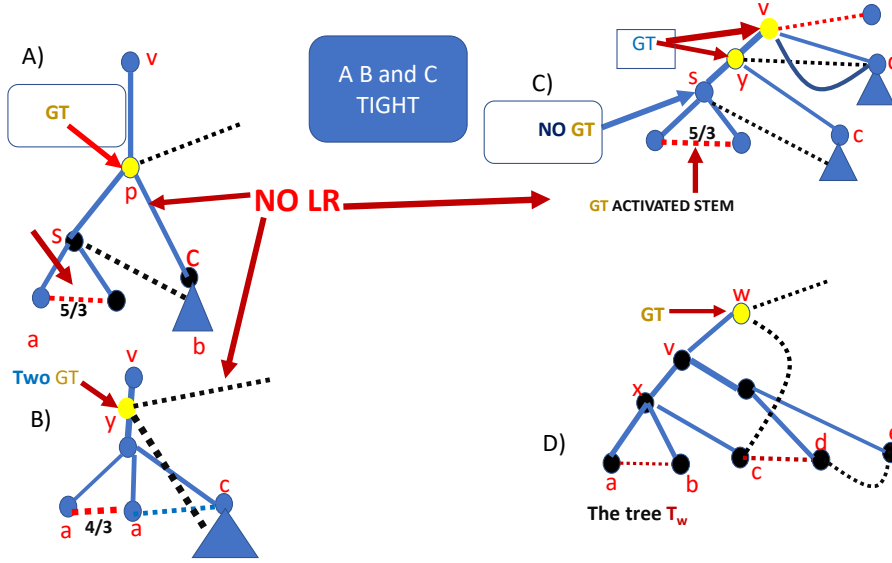 A)
v
GT
p
S
C
5/3
a
b
A B and C
TIGHT
NO LR
C)
v
GT
y
s
NO GT
5/3
c
GT ACTIVATED STEM
B)
v
Two GT
y
c
a
a
4/3
D)
GT
w
v
x
a
b
c
d
e
The tree Tw